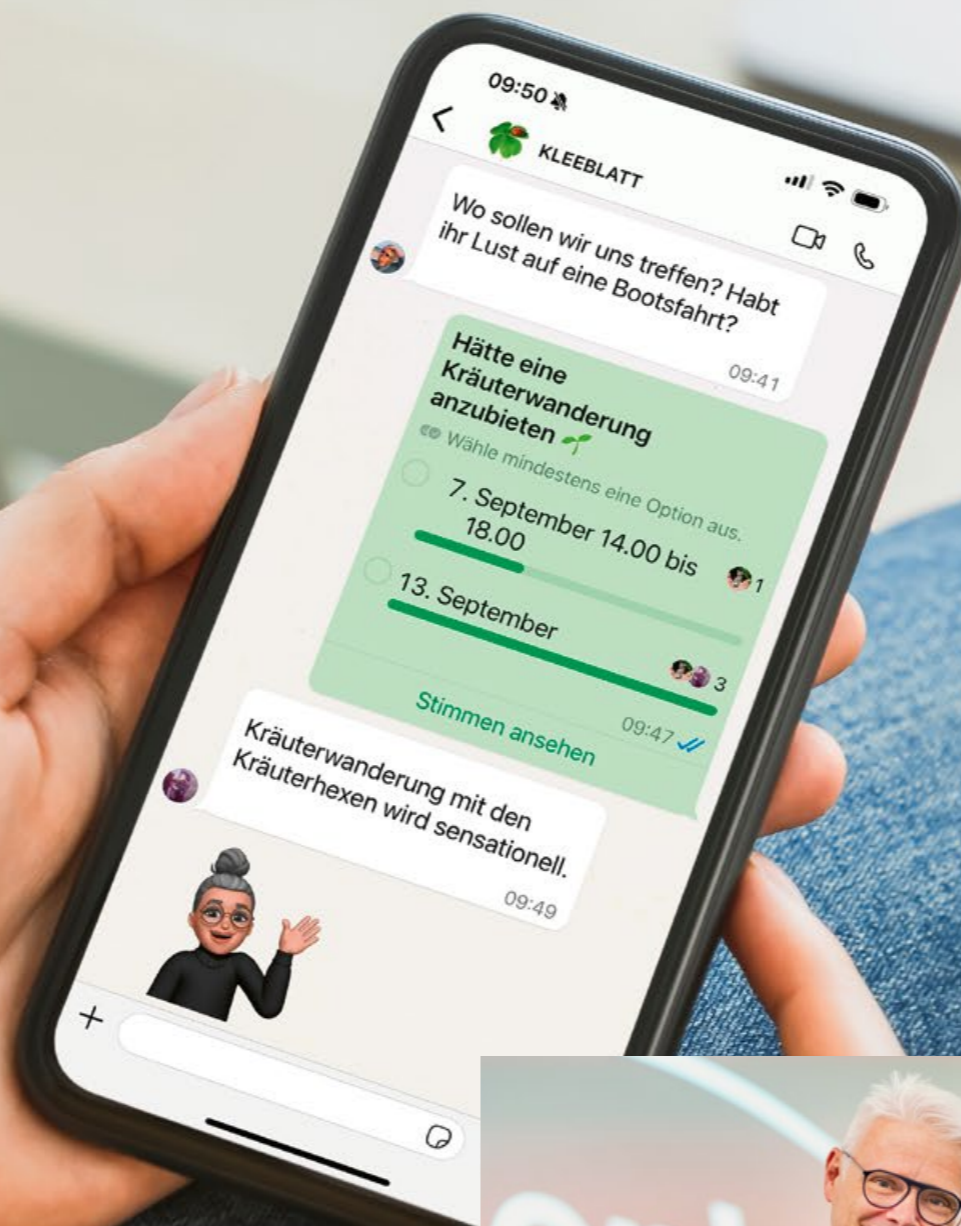 09:50
KLEEBLATT
Wo sollen wir uns treffen? Habt
ihr Lust auf eine Bootsfahrt?
09:41
Hätte eine
Kräuterwanderung
anzubieten
Wähle mindestens eine Option aus.
7. September 14.00 bis
18.00
1
13. September
3
09:47
Stimmen ansehen
Kräuterwanderung mit den
Kräuterhexen wird sensationell.
09:49
+